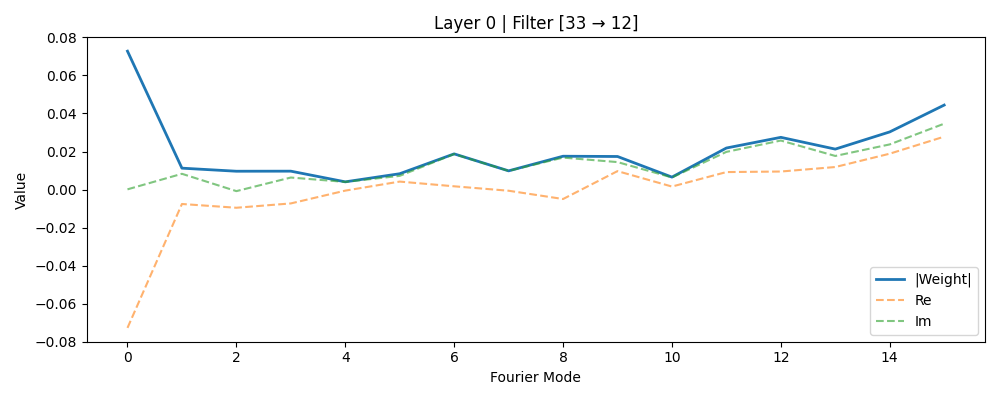 Layer 0 | Filter [33 → 12]
0.08
0.06
0.04
0.02
0.00
−0.02
−0.04
−0.06
−0.08
Value
0 2 4 6 8 10 12 14
Fourier Mode
|Weight|
Re
Im